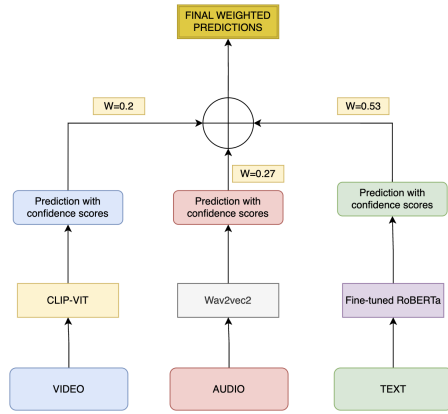 FINAL WEIGHTED
PREDICTIONS
W=0.2
W=0.53
W=0.27
Prediction with
confidence scores
Prediction with
confidence scores
Prediction with
confidence scores
CLIP-VIT
Wav2vec2
Fine-tuned RoBERTa
VIDEO
AUDIO
TEXT